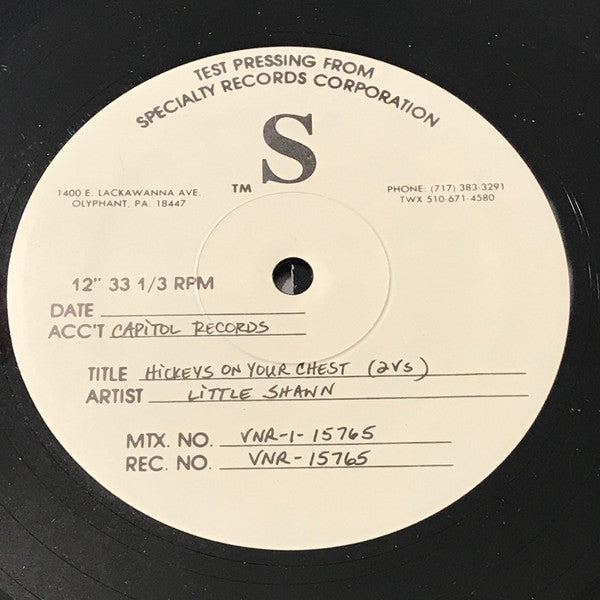 TEST PRESSING FROM
SPECIALTY RECORDS CORPORATION
S
TM
1400 E. LACKAWANNA AVE.
OLYPHANT, PA. 18447
PHONE: (717) 383-3291
TWX 510-671-4580
12" 33 1/3 RPM
DATE
ACC'T CAPITOL RECORDS
TITLE HICKEYS ON YOUR CHEST (2VS)
ARTIST LITTLE SHAWN
MTX. NO. VNR-1-15765
REC. NO. VNR-15765